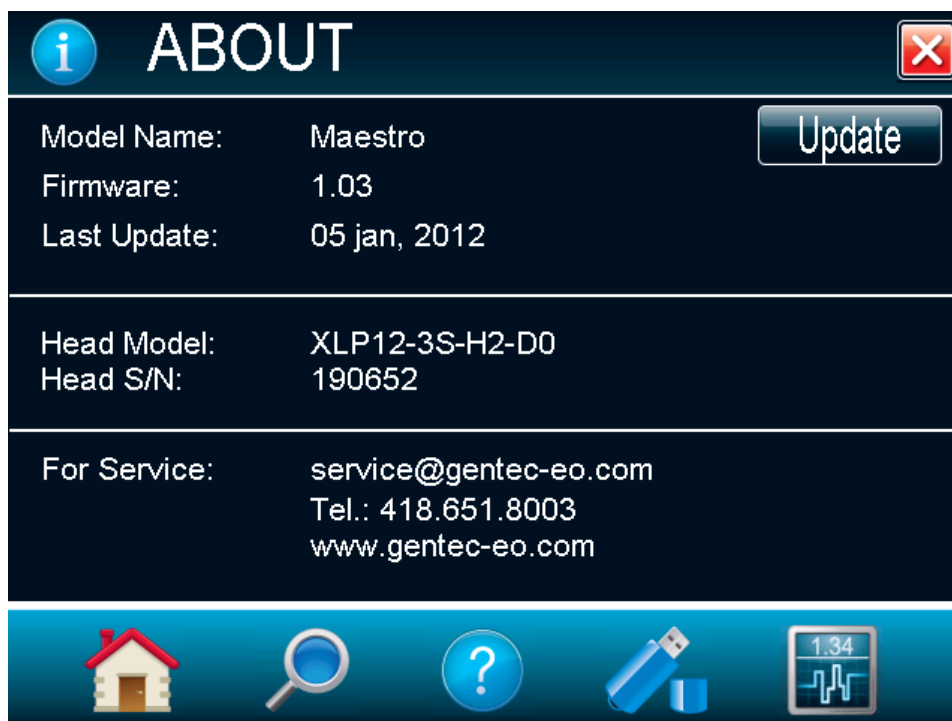 ABOUT
Model Name: Maestro
Update
Firmware: 1.03
Last Update: 05 jan, 2012
Head Model: XLP12-3S-H2-D0
Head S/N: 190652
For Service: service@gentec-eo.com
Tel.: 418.651.8003
www.gentec-eo.com
1.34